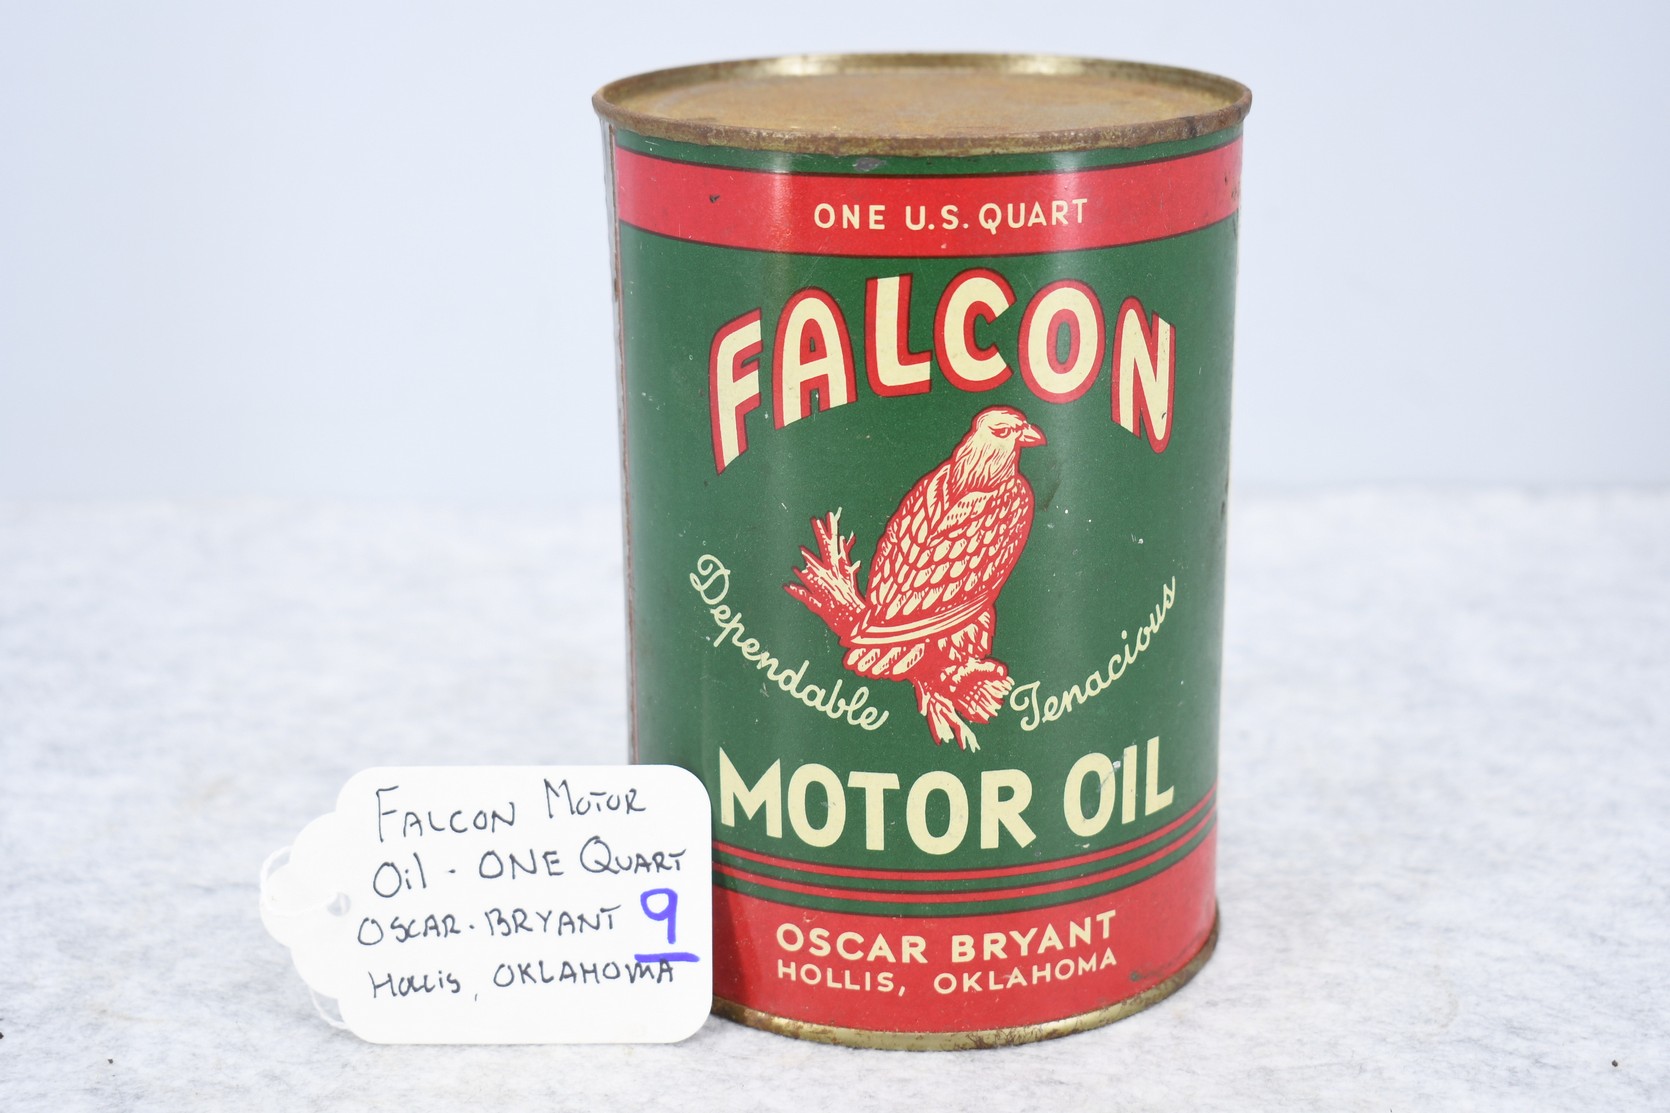 ONE U.S. QUART
FALCON
Dependable Tenacious
MOTOR OIL
OSCAR BRYANT
HOLLIS, OKLAHOMA
FALCON MOTOR
Oil - ONE QUART
OSCAR. BRYANT 9
Hollis, OKLAHOMA